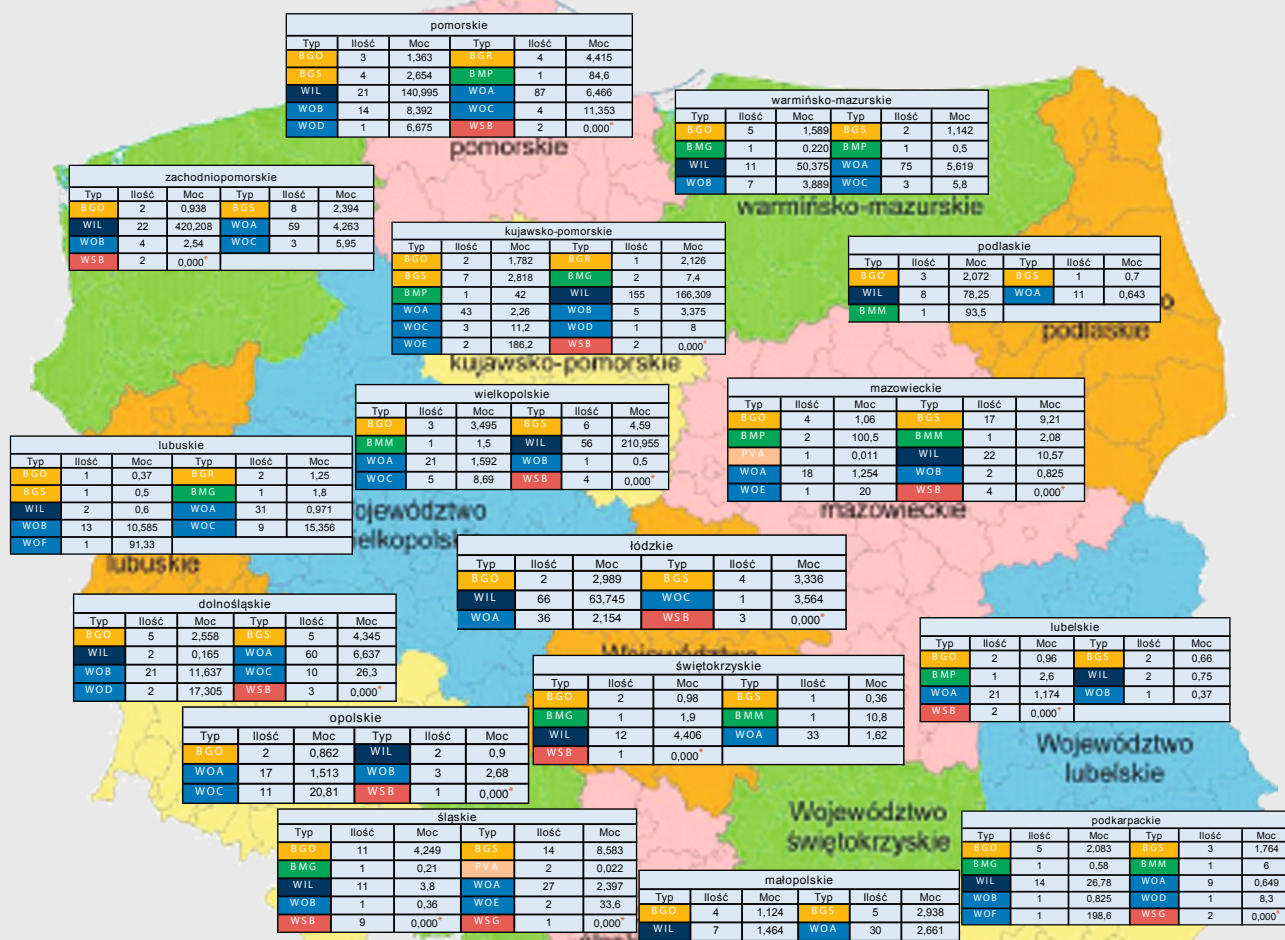 pomorskie
Typ Ilość Moc Typ Ilość Moc
BGO 3 1,363 BGR 4 4,415
BGS 4 2,654 BMP 1 84,6
WIL 21 140,995 WOA 87 6,466
WOB 14 8,392 WOC 4 11,353
WOD 1 6,675 WSB 2 0,000*
pomorskie
warmińsko-mazurskie
Typ Ilość Moc Typ Ilość Moc
BGO 5 1,589 BGS 2 1,142
BMG 1 0,220 BMP 1 0,5
WIL 11 50,375 WOA 75 5,619
WOB 7 3,889 WOC 3 5,8
warmińsko-mazurskie
zachodniopomorskie
Typ Ilość Moc Typ Ilość Moc
BGO 2 0,938 BGS 8 2,394
WIL 22 420,208 WOA 59 4,263
WOB 4 2,54 WOC 3 5,95
WSB 2 0,000*
kujawsko-pomorskie
Typ Ilość Moc Typ Ilość Moc
BGO 2 1,782 BGR 1 2,126
BGS 7 2,818 BMG 2 7,4
BMP 1 42 WIL 155 166,309
WOA 43 2,26 WOB 5 3,375
WOC 3 11,2 WOD 1 8
WOE 2 186,2 WSB 2 0,000*
kujawsko-pomorskie
podlaskie
Typ Ilość Moc Typ Ilość Moc
BGO 3 2,072 BGS 1 0,7
WIL 8 78,25 WOA 11 0,643
BMM 1 93,5
podlaskie
wielkopolskie
Typ Ilość Moc Typ Ilość Moc
BGO 3 3,495 BGS 6 4,59
BMM 1 1,5 WIL 56 210,955
WOA 21 1,592 WOB 1 0,5
WOC 5 8,69 WSB 4 0,000*
mazowieckie
Typ Ilość Moc Typ Ilość Moc
BGO 4 1,06 BGS 17 9,21
BMP 2 100,5 BMM 1 2,08
PVA 1 0,011 WIL 22 10,57
WOA 18 1,254 WOB 2 0,825
WOE 1 20 WSB 4 0,000*
mazowieckie
lubuskie
Typ Ilość Moc Typ Ilość Moc
BGO 1 0,37 BGR 2 1,25
BGS 1 0,5 BMG 1 1,8
WIL 2 0,6 WOA 31 0,971
WOB 13 10,585 WOC 9 15,356
WOF 1 91,33
lubuskie
ojewództwo
ielkopolski
łódzkie
Typ Ilość Moc Typ Ilość Moc
BGO 2 2,989 BGS 4 3,336
WIL 66 63,745 WOC 1 3,564
WOA 36 2,154 WSB 3 0,000*
Województwo
dolnośląskie
Typ Ilość Moc Typ Ilość Moc
BGO 5 2,558 BGS 5 4,345
WIL 2 0,165 WOA 60 6,637
WOB 21 11,637 WOC 10 26,3
WOD 2 17,305 WSB 3 0,000*
lubelskie
Typ Ilość Moc Typ Ilość Moc
BGO 2 0,96 BGS 2 0,66
BMP 1 2,6 WIL 2 0,75
WOA 21 1,174 WOB 1 0,37
WSB 2 0,000*
Województwo
lubelskie
świętokrzyskie
Typ Ilość Moc Typ Ilość Moc
BGO 2 0,98 BGS 1 0,36
BMG 1 1,9 BMM 1 10,8
WIL 12 4,406 WOA 33 1,62
WSB 1 0,000*
Województwo
świętokrzyskie
opolskie
Typ Ilość Moc Typ Ilość Moc
BGO 2 0,862 WIL 2 0,9
WOA 17 1,513 WOB 3 2,68
WOC 11 20,81 WSB 1 0,000*
śląskie
Typ Ilość Moc Typ Ilość Moc
BGO 11 4,249 BGS 14 8,583
BMG 1 0,21 PVA 2 0,022
WIL 11 3,8 WOA 27 2,397
WOB 1 0,36 WOE 2 33,6
WSB 9 0,000* WSG 1 0,000*
małopolskie
Typ Ilość Moc Typ Ilość Moc
BGO 4 1,124 BGS 5 2,938
WIL 7 1,464 WOA 30 2,661
podkarpackie
Typ Ilość Moc Typ Ilość Moc
BGO 5 2,083 BGS 3 1,764
BMG 1 0,58 BMM 1 6
WIL 14 26,78 WOA 9 0,649
WOB 1 0,825 WOD 1 8,3
WOF 1 198,6 WSG 2 0,000*